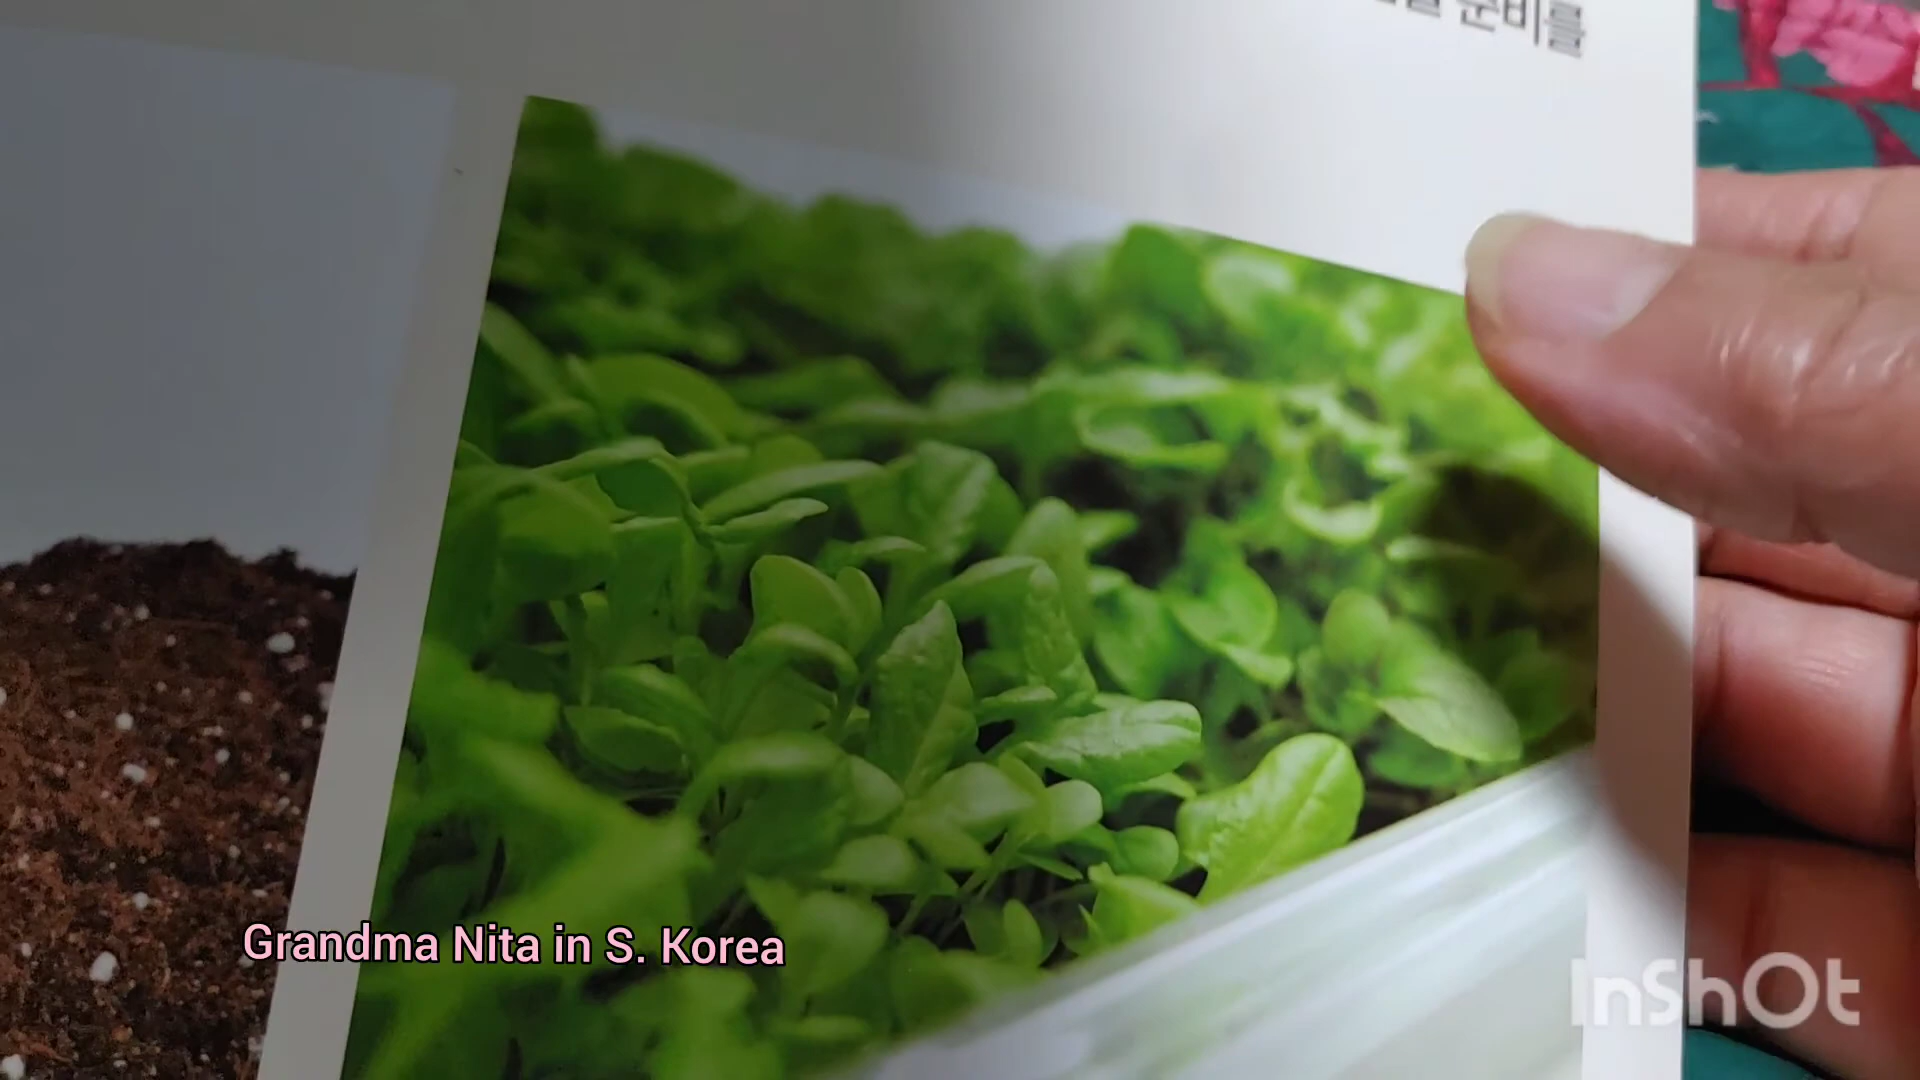 준비를
Grandma Nita in S. Korea
InShOt